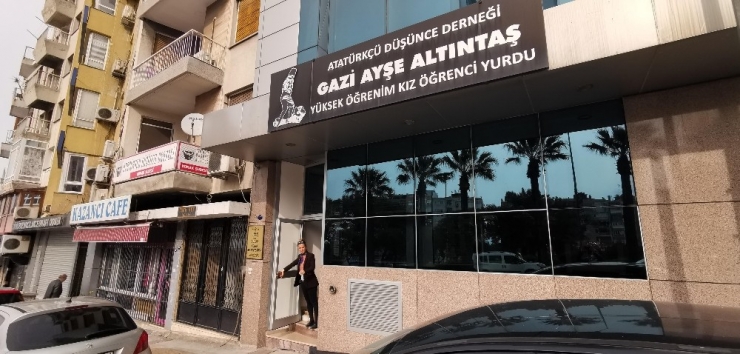 ATATÜRKÇÜ DÜŞÜNCE DERNEĞİ
GAZİ AYŞE ALTINTAŞ
YÜKSEK ÖĞRENİM KIZ ÖĞRENCİ YURDU
KAZANCI CAFE